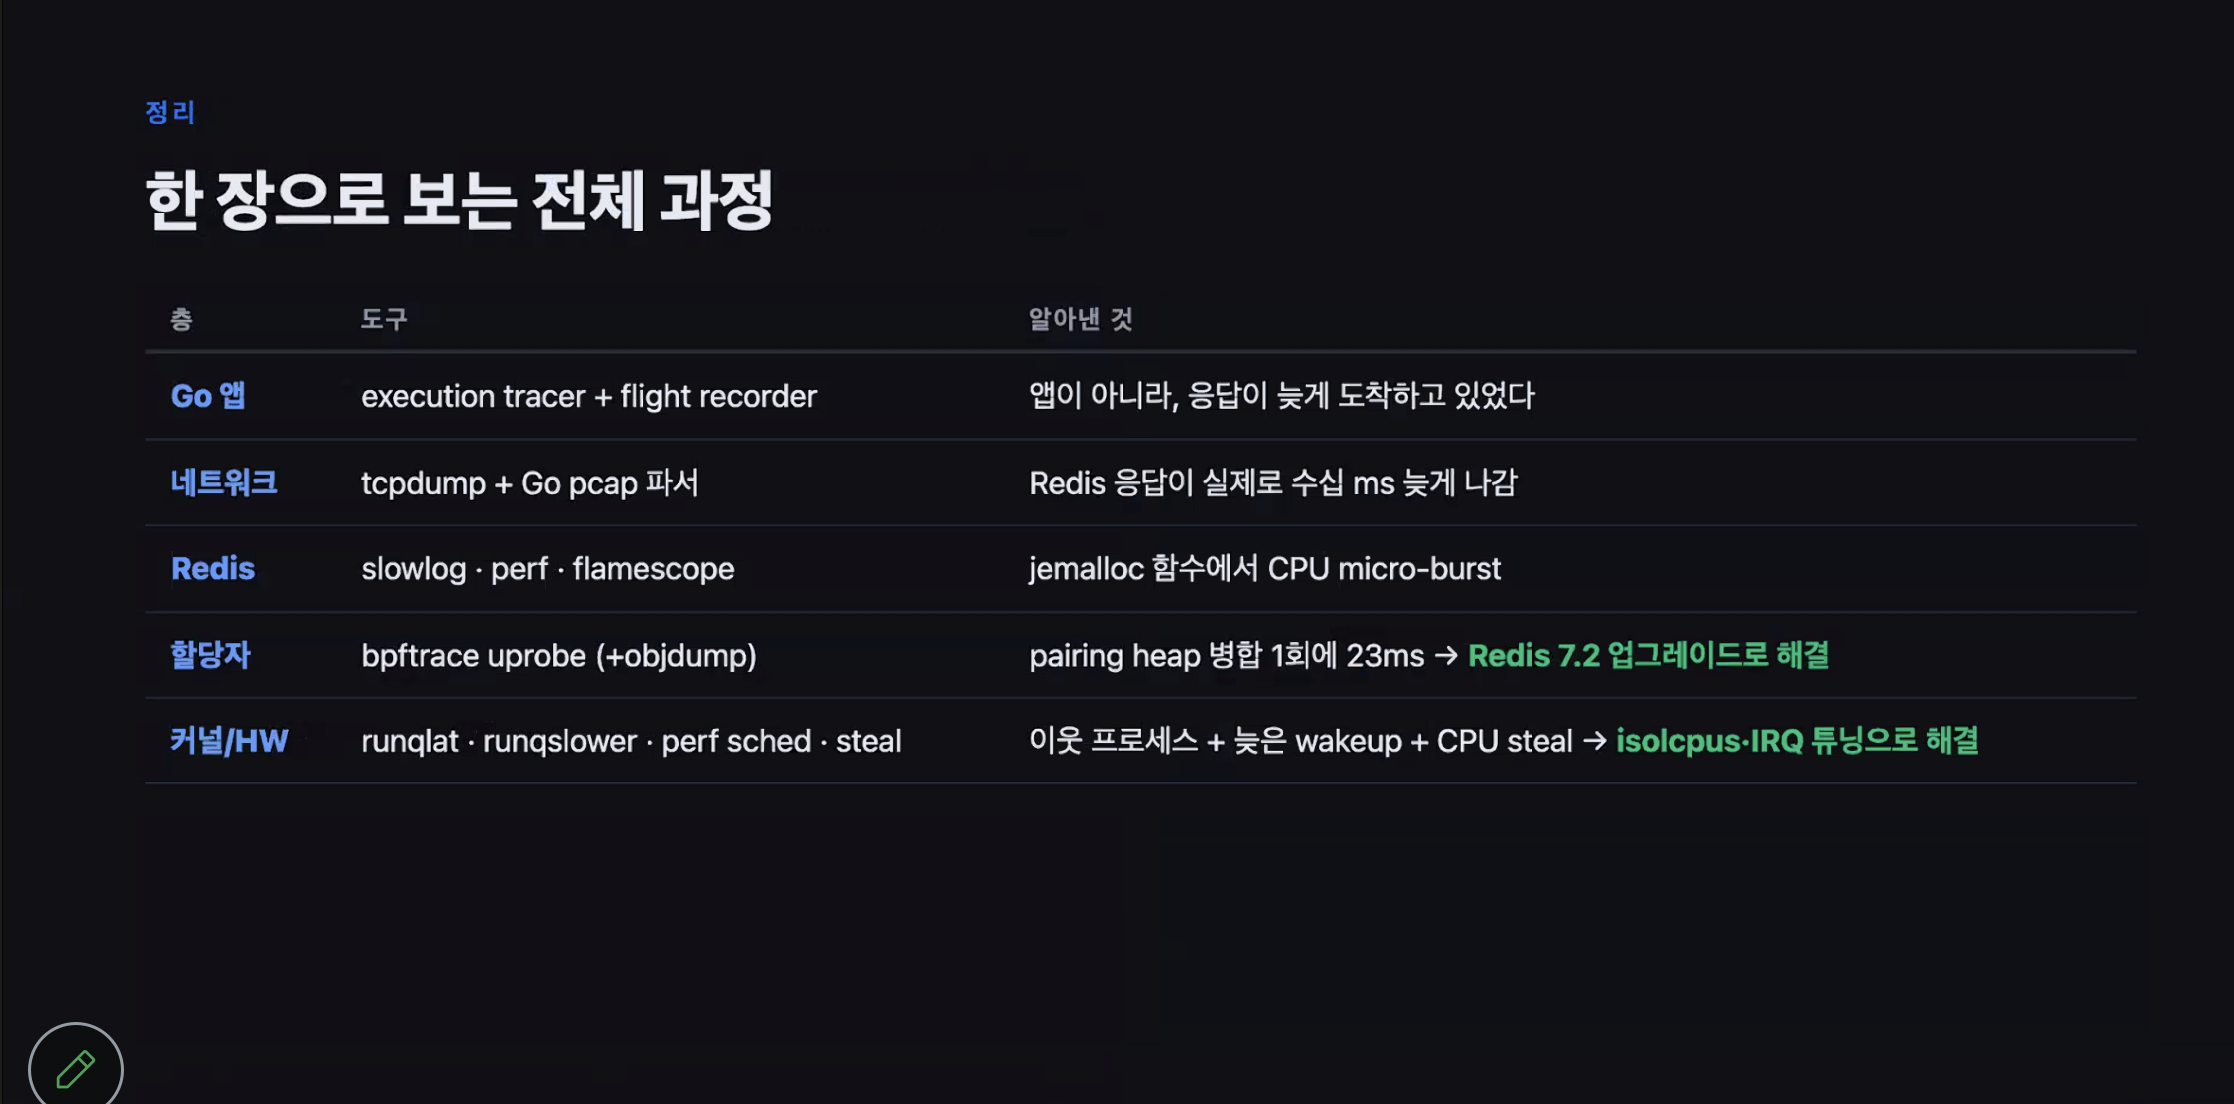 정리
한 장으로 보는 전체 과정
층 도구 알아낸 것
Go 앱 execution tracer + flight recorder 앱이 아니라, 응답이 늦게 도착하고 있었다
네트워크 tcpdump + Go pcap 파서 Redis 응답이 실제로 수십 ms 늦게 나감
Redis slowlog · perf · flamescope jemalloc 함수에서 CPU micro-burst
할당자 bpftrace uprobe (+objdump) pairing heap 병합 1회에 23ms → Redis 7.2 업그레이드로 해결
커널/HW runqlat · runqslower · perf sched · steal 이웃 프로세스 + 늦은 wakeup + CPU steal → isolcpus·IRQ 튜닝으로 해결